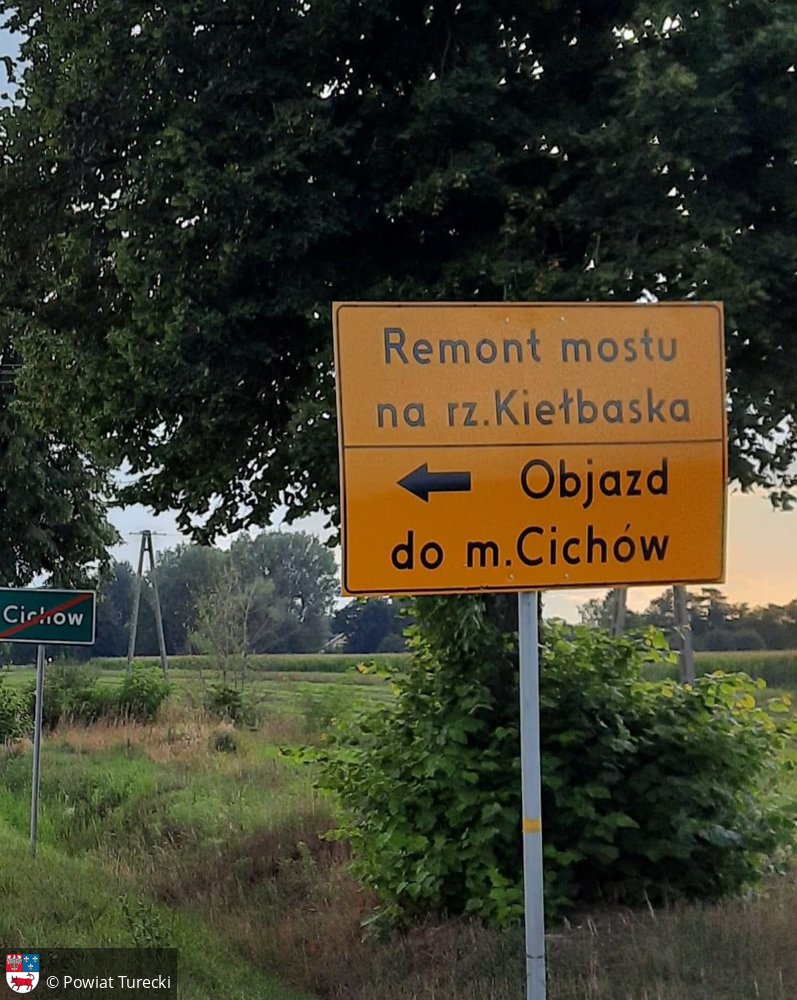 Remont mostu
na rz.Kiełbaska
Objazd
do m.Cichów
Cichów
© Powiat Turecki